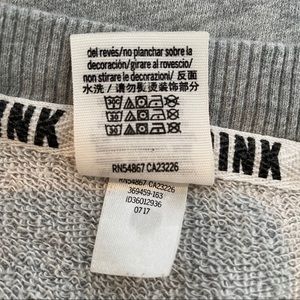 del revés/no planchar sobre la
decoración/girare al rovescio/
non stirare le decorazioni/ 反面
水洗 / 请勿熨烫装饰部分
RN54867 CA23226
INK
INK
RN54867 CA23226
369459-163
ID36012936
0717